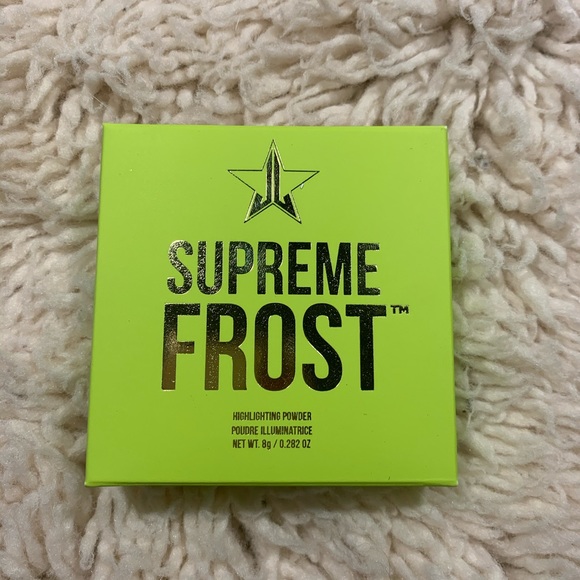 SUPREME
FROST™
HIGHLIGHTING POWDER
POUDRE ILLUMINATRICE
NET WT. 8g / 0.282 OZ